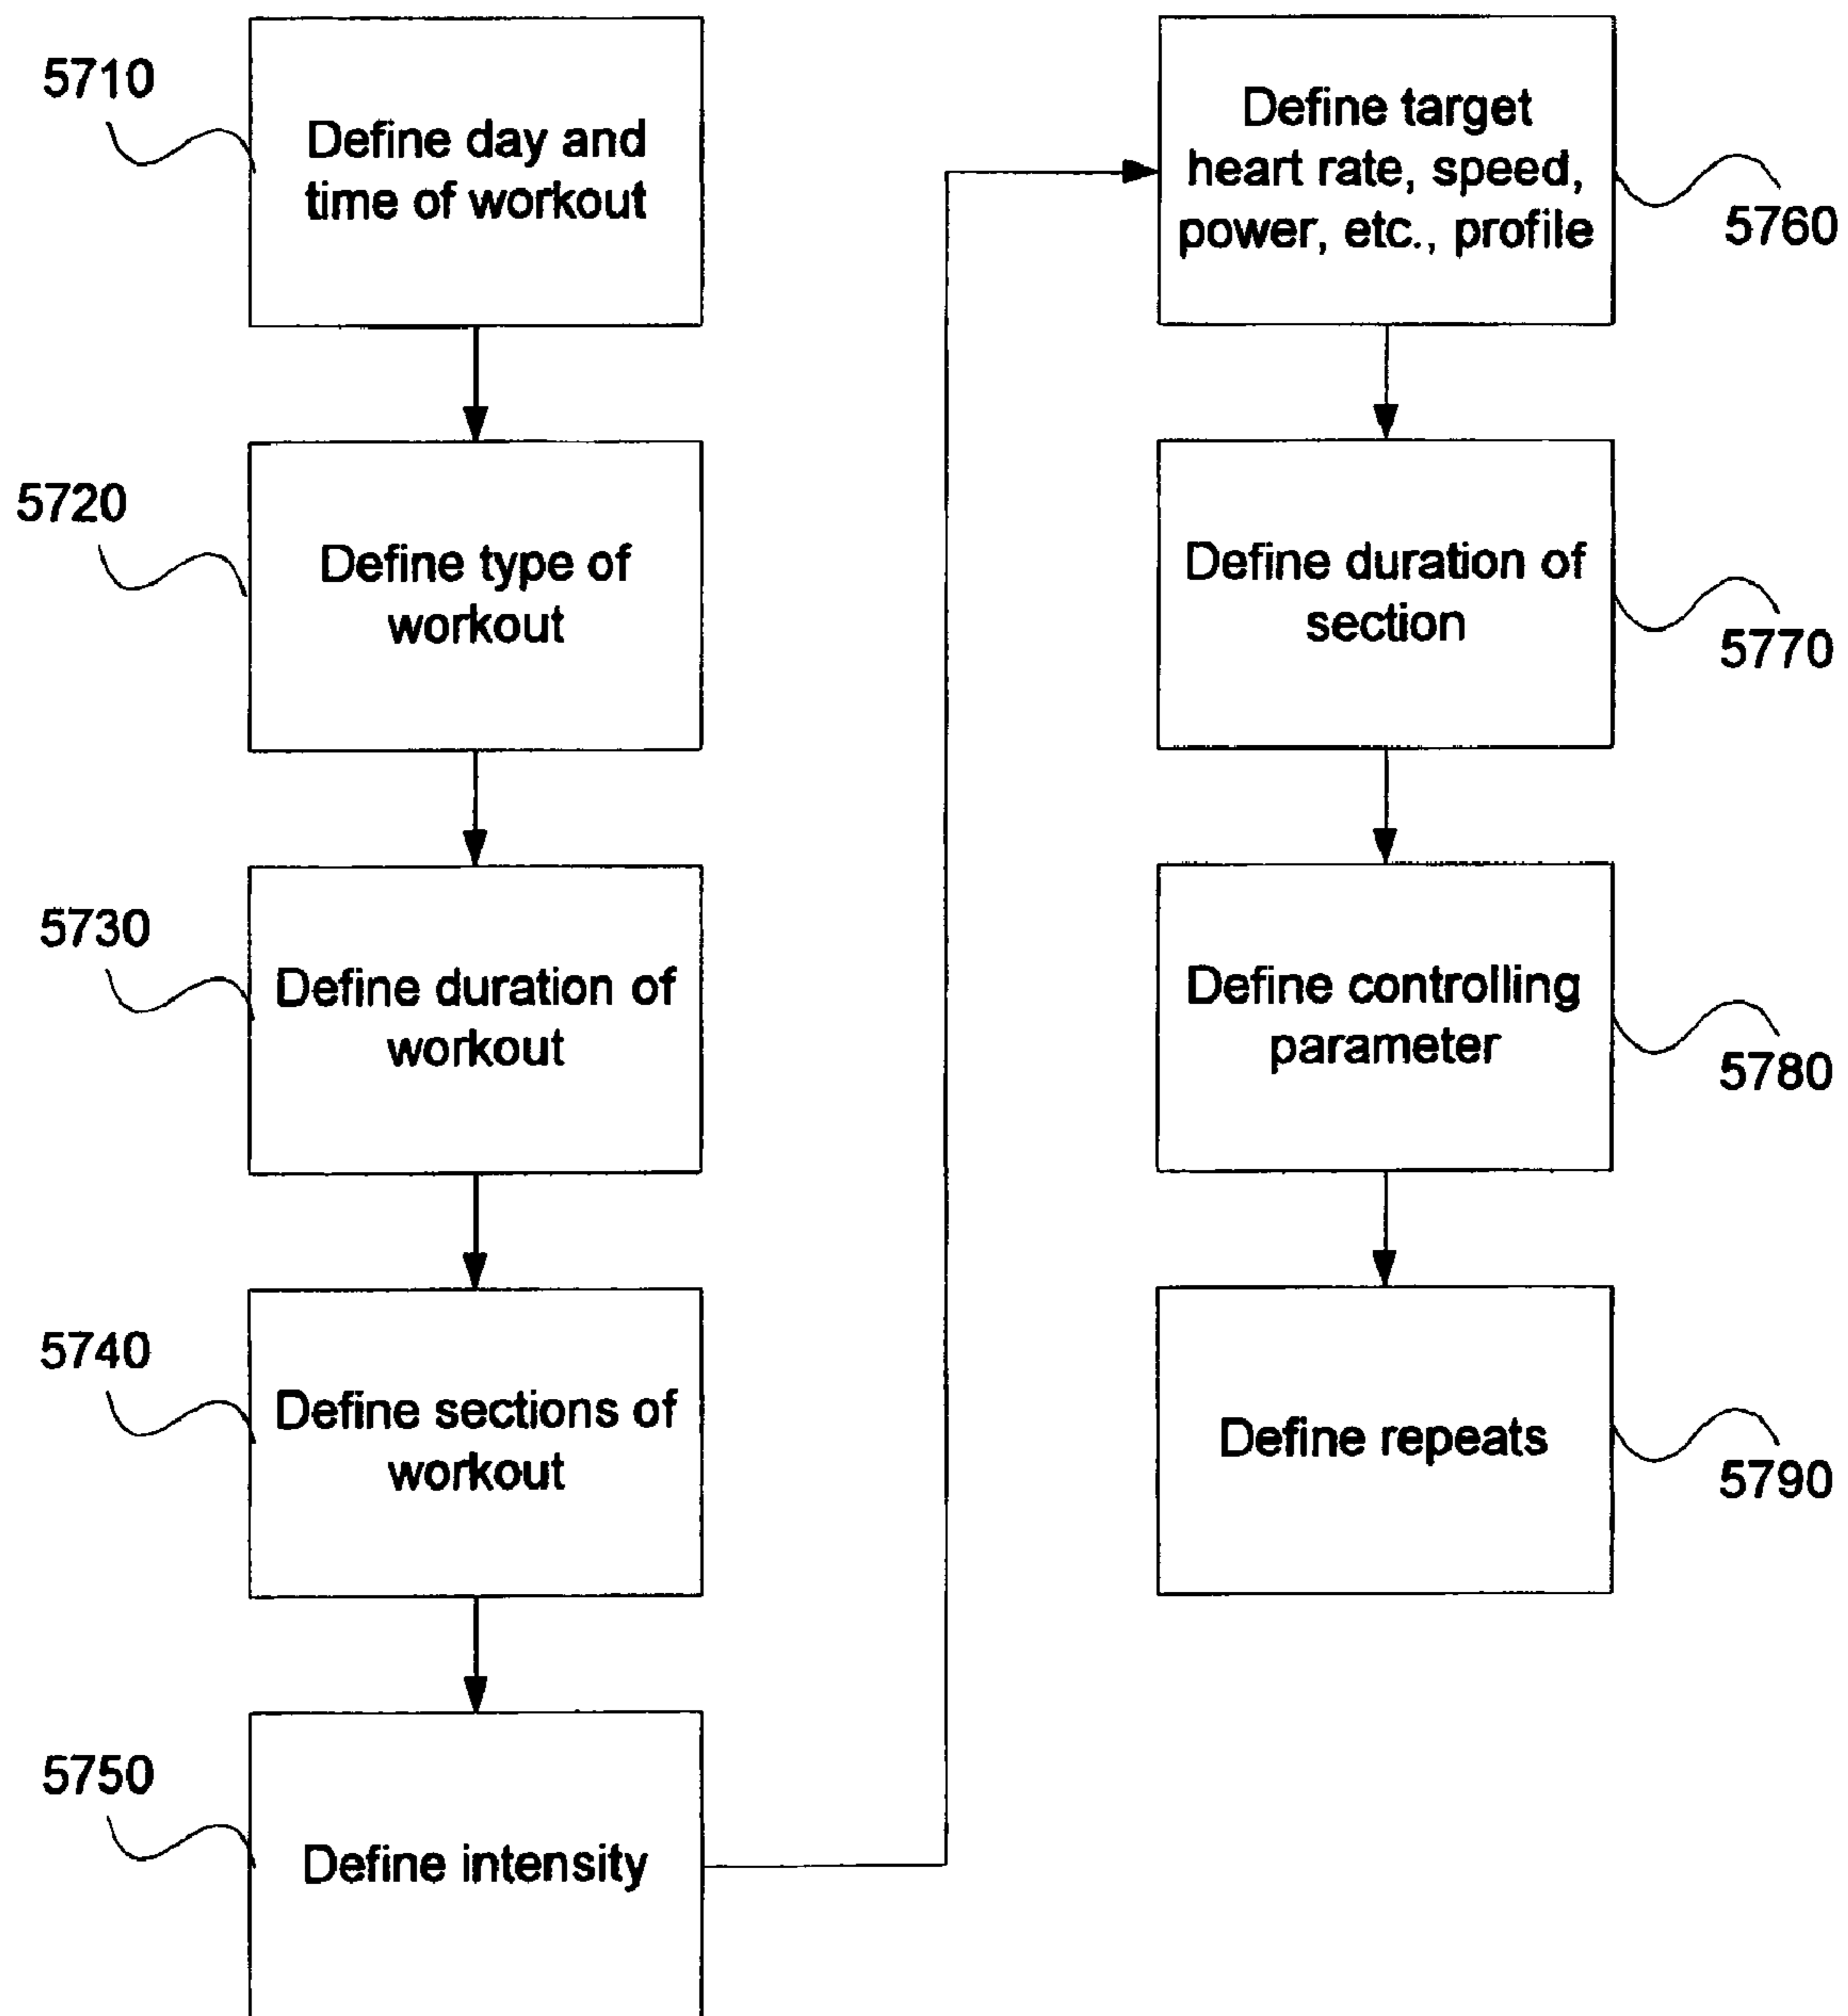 5710
Define day and
time of workout
5720
Define type of
workout
5730
Define duration of
workout
5740
Define sections of
workout
5750
Define intensity
Define target
heart rate, speed,
power, etc., profile
5760
Define duration of
section
5770
Define controlling
parameter
5780
Define repeats
5790